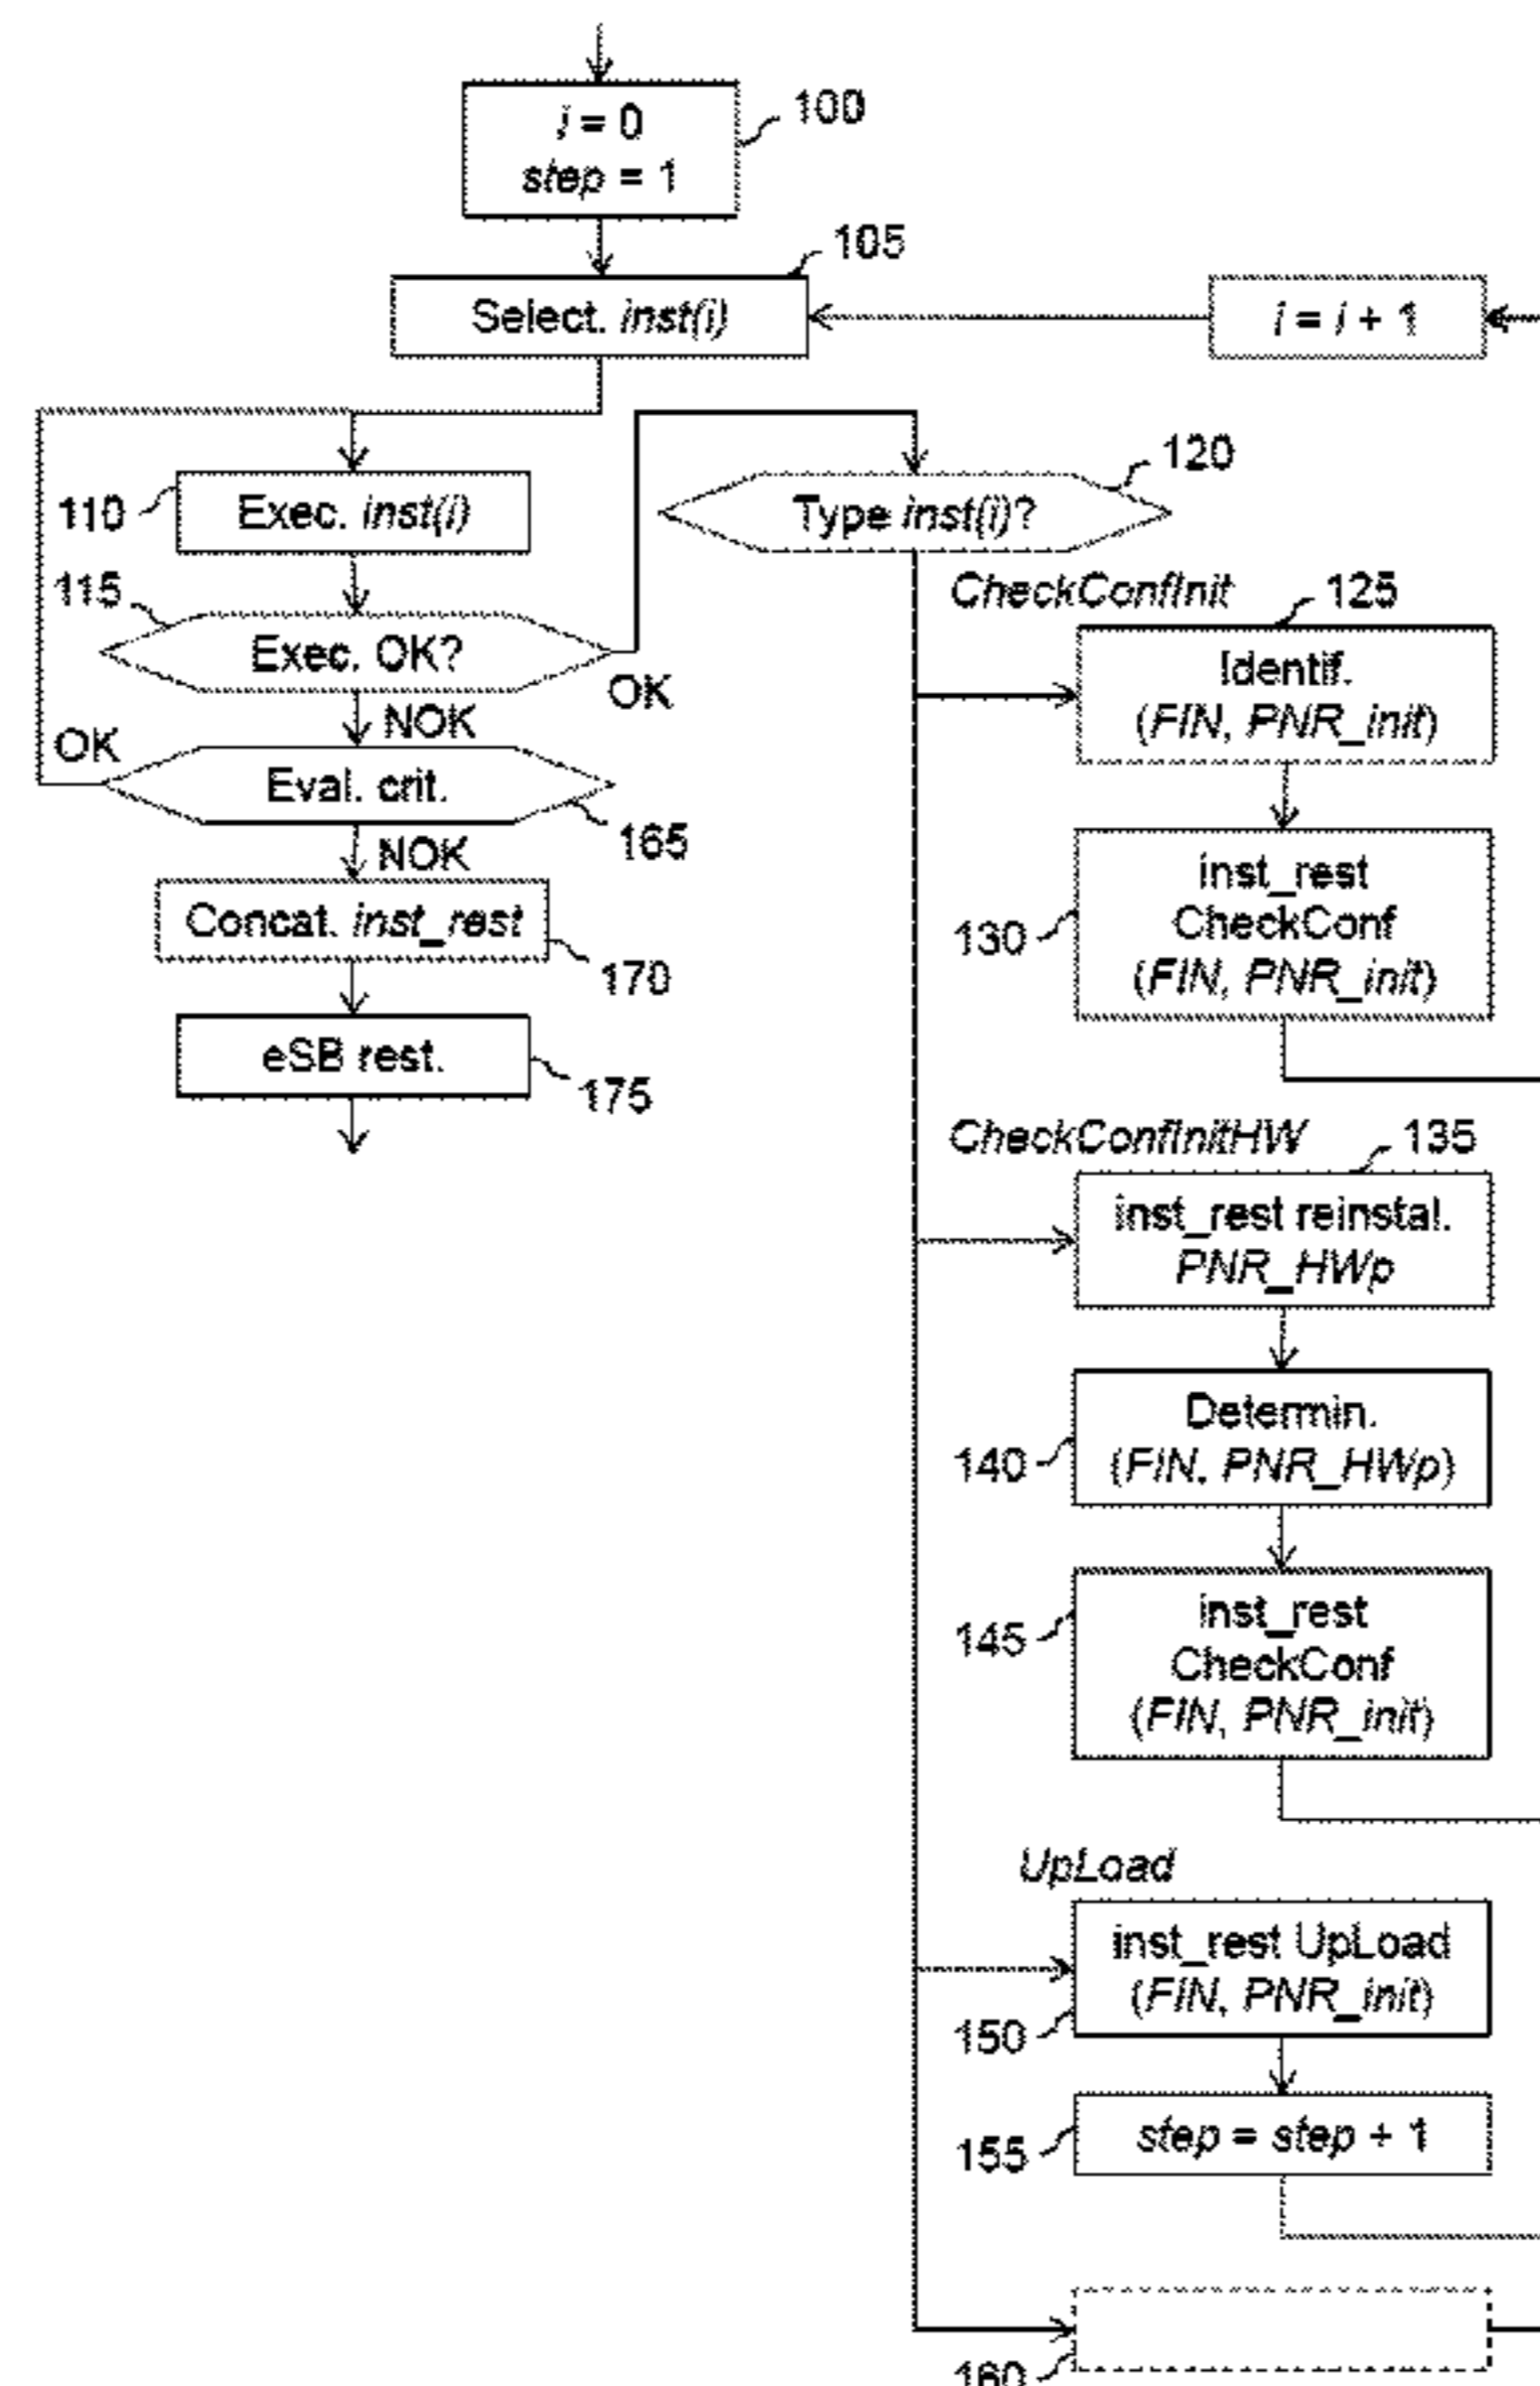 i = 0
step = 1
100
105
Select. inst(i)
i = i + 1
110
Exec. inst(i)
120
Type inst(i)?
115
Exec. OK?
OK
NOK
OK
Eval. crit.
165
NOK
Concat. inst_rest
170
eSB rest.
175
CheckConfInit
125
Identif.
(FIN, PNR_init)
130
inst_rest
CheckConf
(FIN, PNR_init)
CheckConfInitHW
135
inst_rest reinstal.
PNR_HWp
140
Determin.
(FIN, PNR_HWp)
145
inst_rest
CheckConf
(FIN, PNR_init)
UpLoad
inst_rest UpLoad
(FIN, PNR_init)
150
155
step = step + 1
160